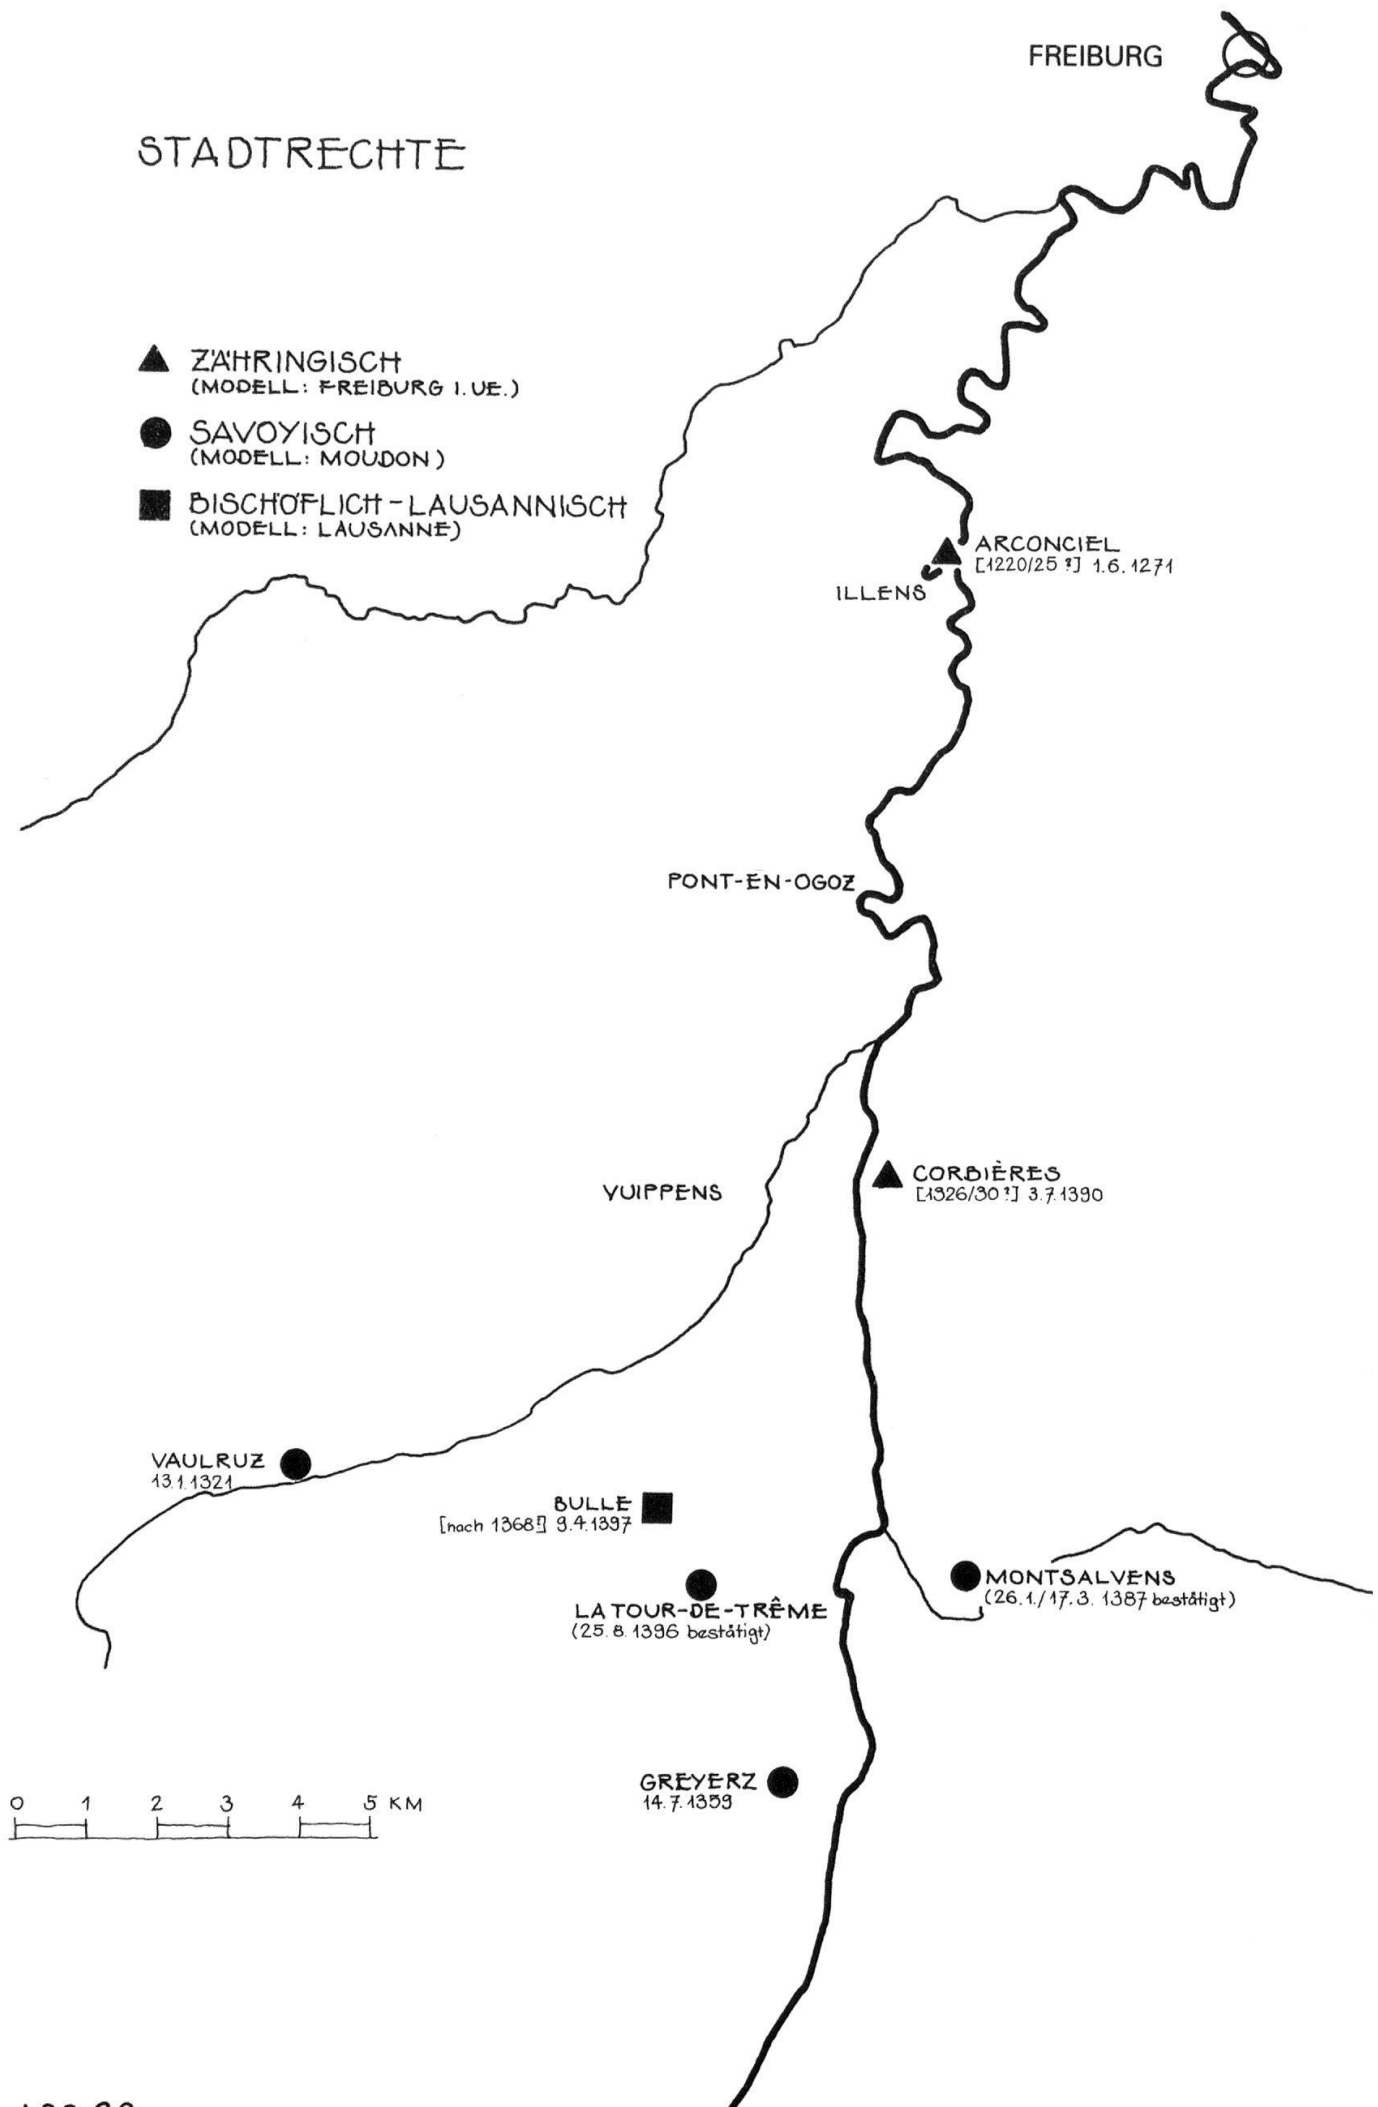 FREIBURG
STADTRECHTE
ZÄHRINGISCH
(MODELL: FREIBURG I. UE.)
SAVOYISCH
(MODELL: MOUDON)
BISCHÖFLICH-LAUSANNISCH
(MODELL: LAUSANNE)
ARCONCIEL
[1220/25 ?] 1.6.1271
ILLENS
PONT-EN-OGOZ
VUIPPENS
CORBIÈRES
[1326/30 ?] 3.7.1390
VAULRUZ
13.1.1321
BULLE
[nach 1368?] 9.4.1397
MONTSALVENS
(26.1./17.3. 1387 bestätigt)
LA TOUR-DE-TRÊME
(25.8.1396 bestätigt)
GREYERZ
14.7.1359
0 1 2 3 4 5 KM